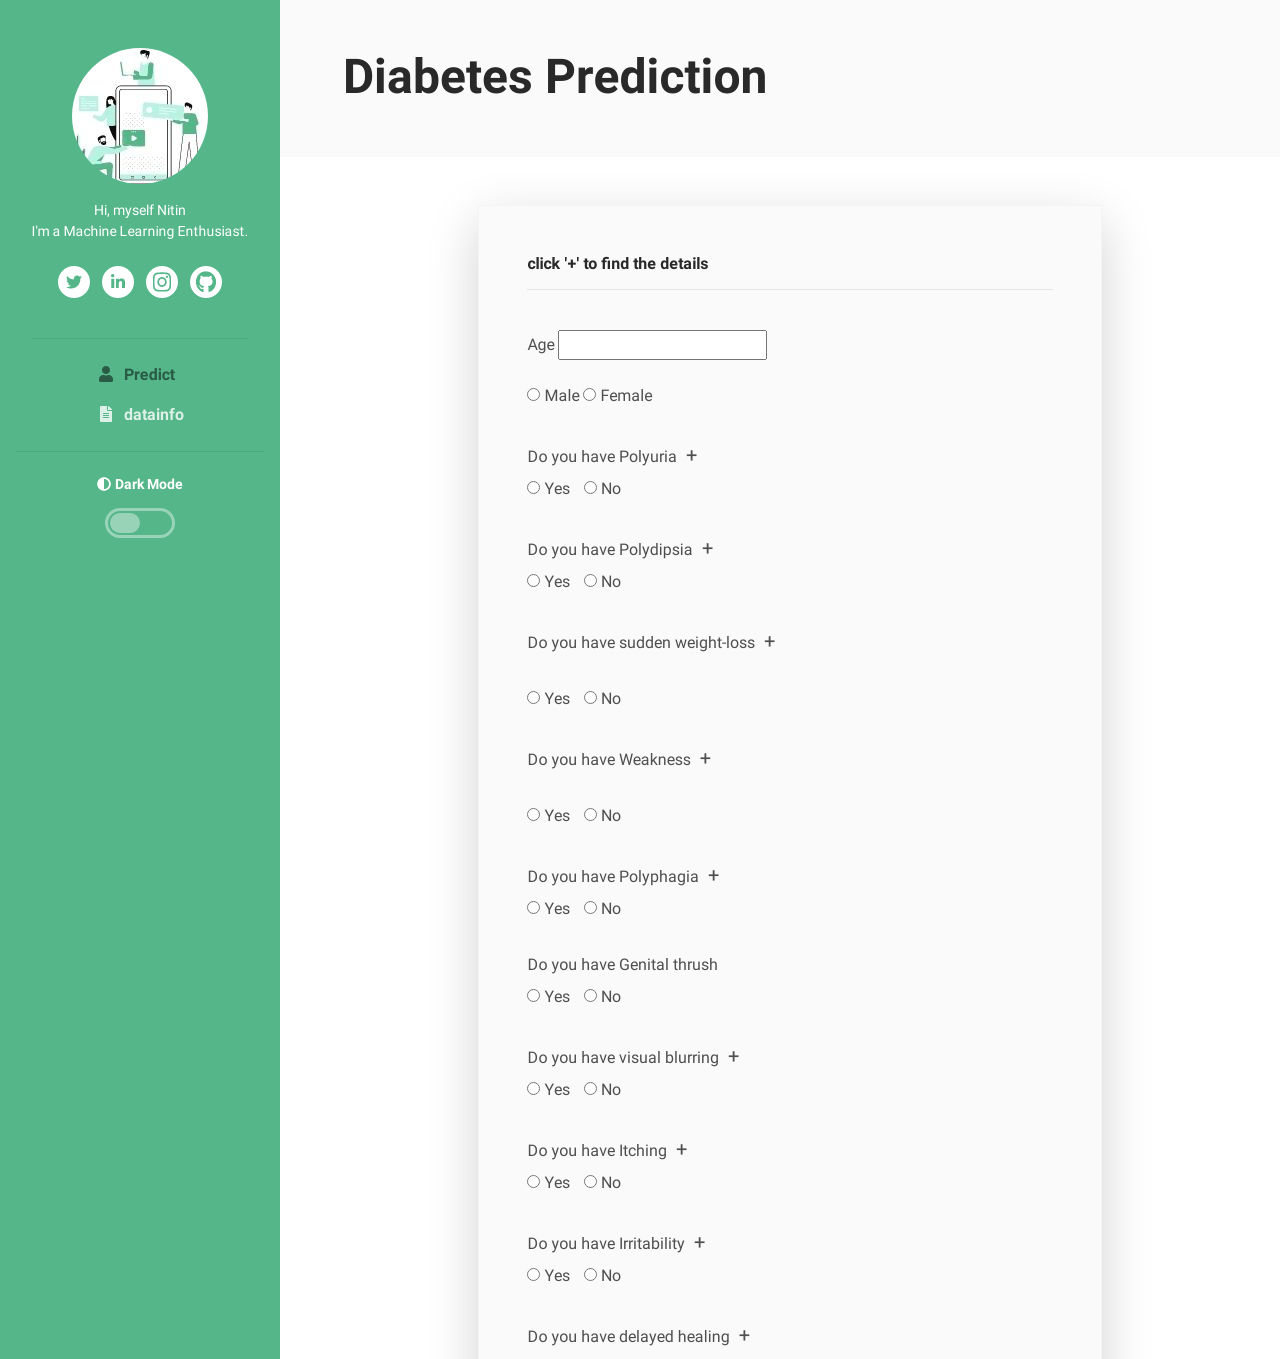 Hi, myself Nitin
I'm a Machine Learning Enthusiast.
Predict
datainfo
Dark Mode
Diabetes Prediction
click '+' to find the details
Age
Male Female
Do you have Polyuria +
Yes No
Do you have Polydipsia +
Yes No
Do you have sudden weight-loss +
Yes No
Do you have Weakness +
Yes No
Do you have Polyphagia +
Yes No
Do you have Genital thrush
Yes No
Do you have visual blurring +
Yes No
Do you have Itching +
Yes No
Do you have Irritability +
Yes No
Do you have delayed healing +